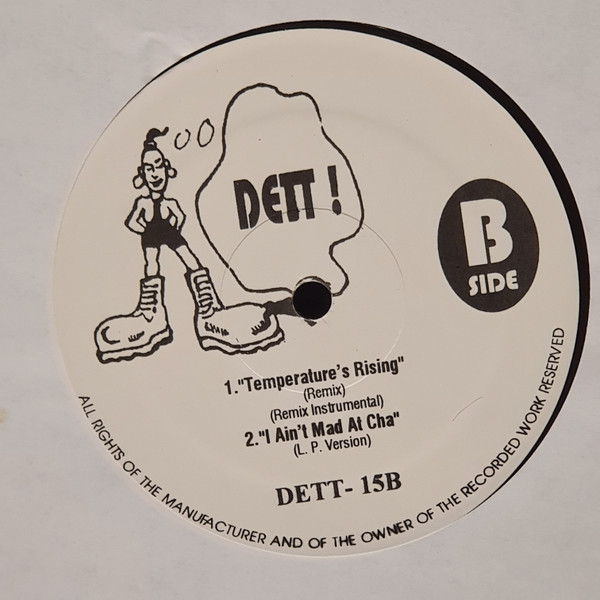 DETT !
B
SIDE
1."Temperature's Rising"
(Remix)
(Remix Instrumental)
2."I Ain't Mad At Cha"
(L. P. Version)
DETT- 15B
ALL RIGHTS OF THE MANUFACTURER AND OF THE OWNER OF THE RECORDED WORK RESERVED